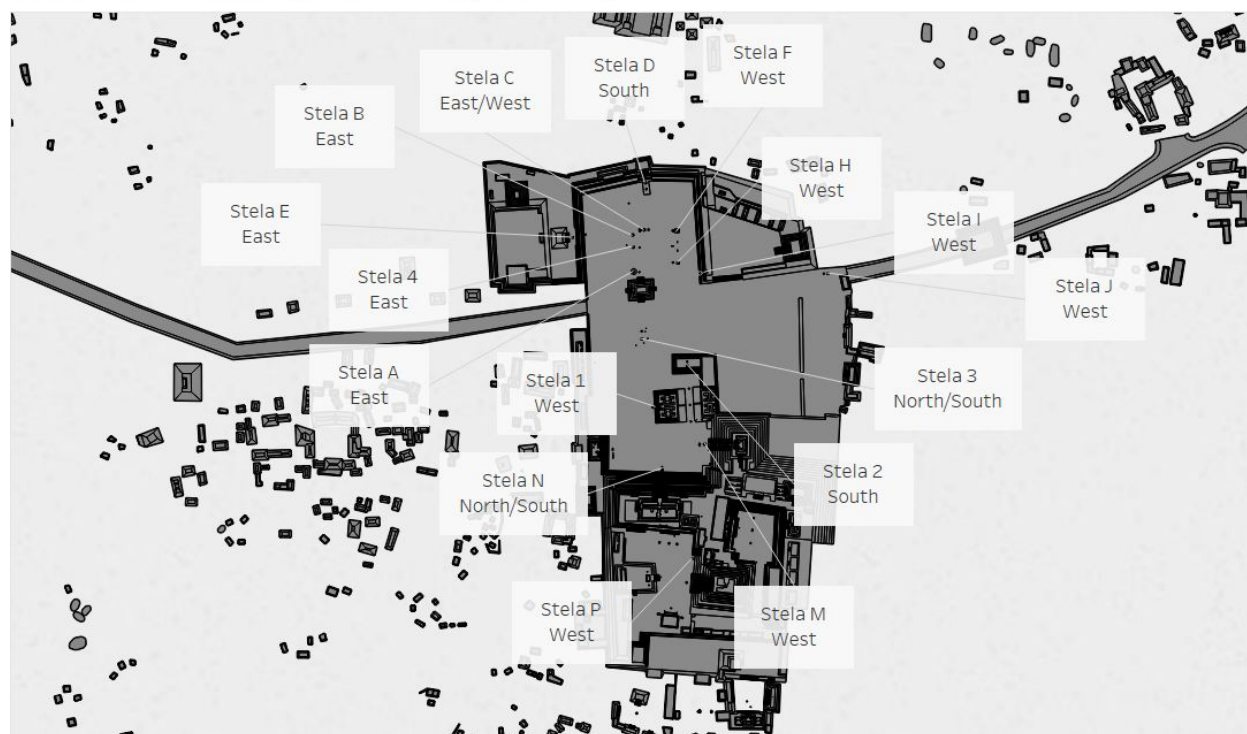 Stela D
South
Stela F
West
Stela C
East/West
Stela B
East
Stela H
West
Stela E
East
Stela I
West
Stela 4
East
Stela J
West
Stela A
East
Stela 1
West
Stela 3
North/South
Stela N
North/South
Stela 2
South
Stela P
West
Stela M
West